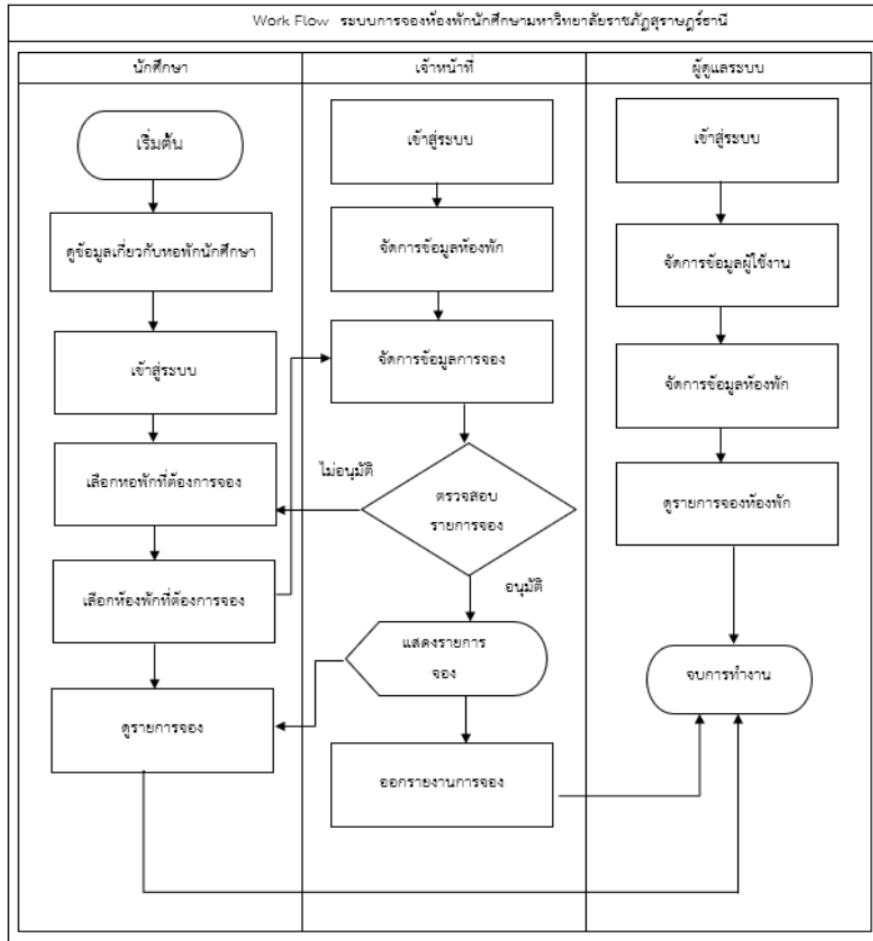 Work Flow ระบบการจองห้องพักนักศึกษามหาวิทยาลัยราชภัฏสุราษฎร์ธานี
นักศึกษา
เจ้าหน้าที่
ผู้ดูแลระบบ
เริ่มต้น
ดูข้อมูลเกี่ยวกับหอพักนักศึกษา
เข้าสู่ระบบ
เลือกหอพักที่ต้องการจอง
เลือกห้องพักที่ต้องการจอง
ดูรายการจอง
เข้าสู่ระบบ
จัดการข้อมูลห้องพัก
จัดการข้อมูลการจอง
ไม่อนุมัติ
ตรวจสอบ
รายการจอง
อนุมัติ
แสดงรายการ
จอง
ออกรายงานการจอง
เข้าสู่ระบบ
จัดการข้อมูลผู้ใช้งาน
จัดการข้อมูลห้องพัก
ดูรายการจองห้องพัก
จบการทำงาน